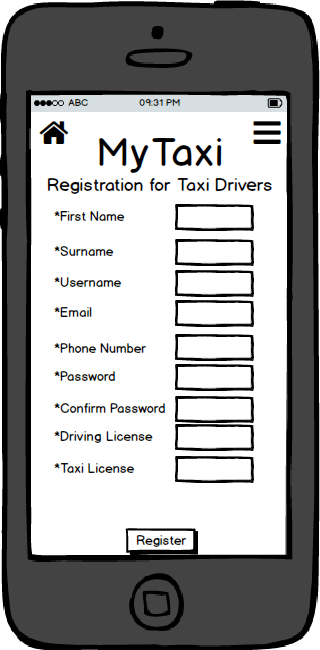 ABC 09:31 PM
MyTaxi
Registration for Taxi Drivers
*First Name
*Surname
*Username
*Email
*Phone Number
*Password
*Confirm Password
*Driving License
*Taxi License
Register